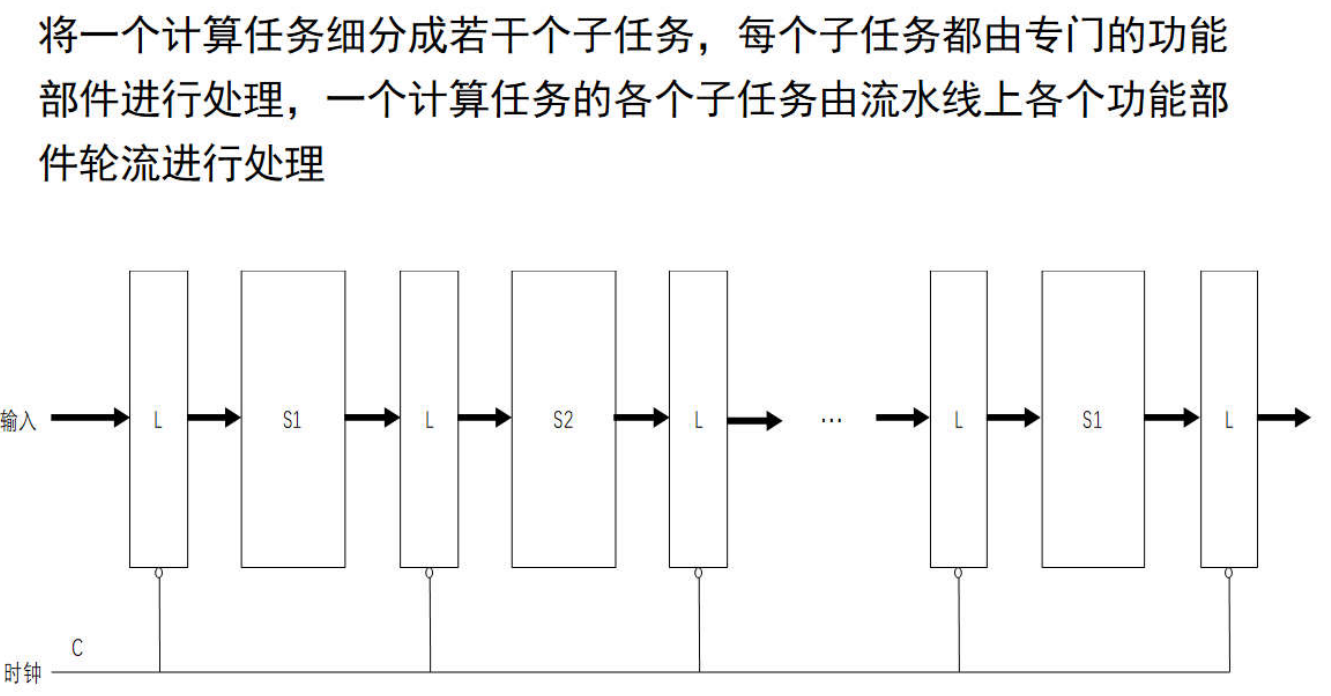 将一个计算任务细分成若干个子任务，每个子任务都由专门的功能
部件进行处理，一个计算任务的各个子任务由流水线上各个功能部
件轮流进行处理
输入 L S1 L S2 L ... L S1 L
C
时钟